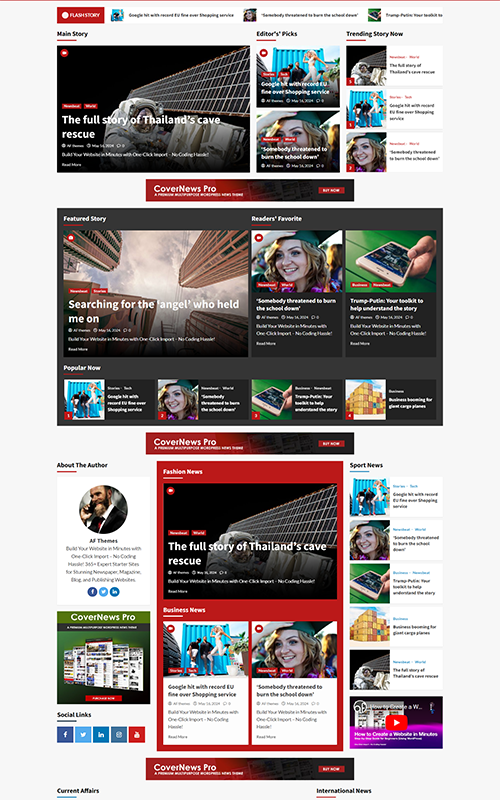 FLASH STORY
Google hit with record EU fine over Shopping service
'Somebody threatened to burn the school down'
Trump-Putin: Your toolkit to
Main Story
Newsbeat World
The full story of Thailand's cave
rescue
AF themes May 16, 2024 0
Build Your Website in Minutes with One-Click Import – No Coding Hassle!
Read More
Editor's Picks
Stories Tech
Google hit with record EU
fine over Shopping service
AF themes May 16, 2024 0
Newsbeat World
'Somebody threatened to
burn the school down'
AF themes May 16, 2024 0
Trending Story Now
Newsbeat World
The full story of
Thailand's cave rescue
Stories Tech
Google hit with record
EU fine over Shopping
service
1
Newsbeat World
'Somebody threatened
to burn the school down'
2
CoverNews Pro
A PREMIUM MULTIPURPOSE WORDPRESS NEWS THEME
BUY NOW
Featured Story
Newsbeat Stories
Searching for the 'angel' who held
me on
AF themes May 16, 2024 0
Build Your Website in Minutes with One-Click Import – No Coding Hassle!
Read More
Readers' Favorite
Newsbeat World
'Somebody threatened to burn
the school down'
AF themes May 16, 2024 0
Build Your Website in Minutes with
One-Click Import – No Coding Hassle!
Read More
Business Newsbeat
Trump-Putin: Your toolkit to
help understand the story
AF themes May 16, 2024 0
Build Your Website in Minutes with
One-Click Import – No Coding Hassle!
Read More
Popular Now
1
Stories Tech
Google hit with record
EU fine over Shopping
service
2
Newsbeat World
'Somebody
threatened to burn
the school down'
3
Business Newsbeat
Trump-Putin: Your
toolkit to help
understand the story
4
Business
Business booming for
giant cargo planes
CoverNews Pro
A PREMIUM MULTIPURPOSE WORDPRESS NEWS THEME
BUY NOW
About The Author
AF Themes
Build Your Website in Minutes with
One-Click Import – No Coding
Hassle! 365+ Expert Starter Sites
for Stunning Newspaper, Magazine,
Blog, and Publishing Websites.
CoverNews Pro
A PREMIUM MULTIPURPOSE WORDPRESS NEWS THEME
PURCHASE NOW
Social Links
Fashion News
Newsbeat World
The full story of Thailand's cave
rescue
AF themes May 16, 2024 0
Build Your Website in Minutes with One-Click Import – No Coding Hassle!
Read More
Business News
Stories Tech
Google hit with record EU
fine over Shopping service
AF themes May 16, 2024 0
Build Your Website in Minutes with
One-Click Import – No Coding
Hassle!
Read More
Newsbeat World
'Somebody threatened to
burn the school down'
AF themes May 16, 2024 0
Build Your Website in Minutes with
One-Click Import – No Coding
Hassle!
Read More
Sport News
Stories Tech
Google hit with record EU
fine over Shopping service
Newsbeat World
'Somebody threatened to
burn the school down'
Business Newsbeat
Trump-Putin: Your toolkit
to help understand the
story
Business
Business booming for
giant cargo planes
Newsbeat World
The full story of
Thailand's cave rescue
How to Create a W...
How to Create a Website in Minutes
CoverNews Pro
A PREMIUM MULTIPURPOSE WORDPRESS NEWS THEME
BUY NOW
Current Affairs
International News